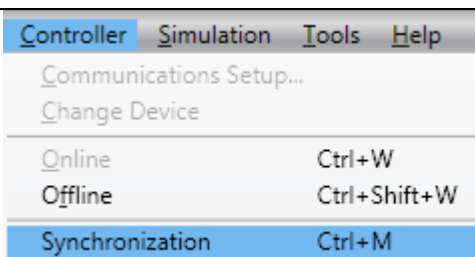 Controller Simulation Tools Help
Communications Setup...
Change Device
Online Ctrl+W
Offline Ctrl+Shift+W
Synchronization Ctrl+M